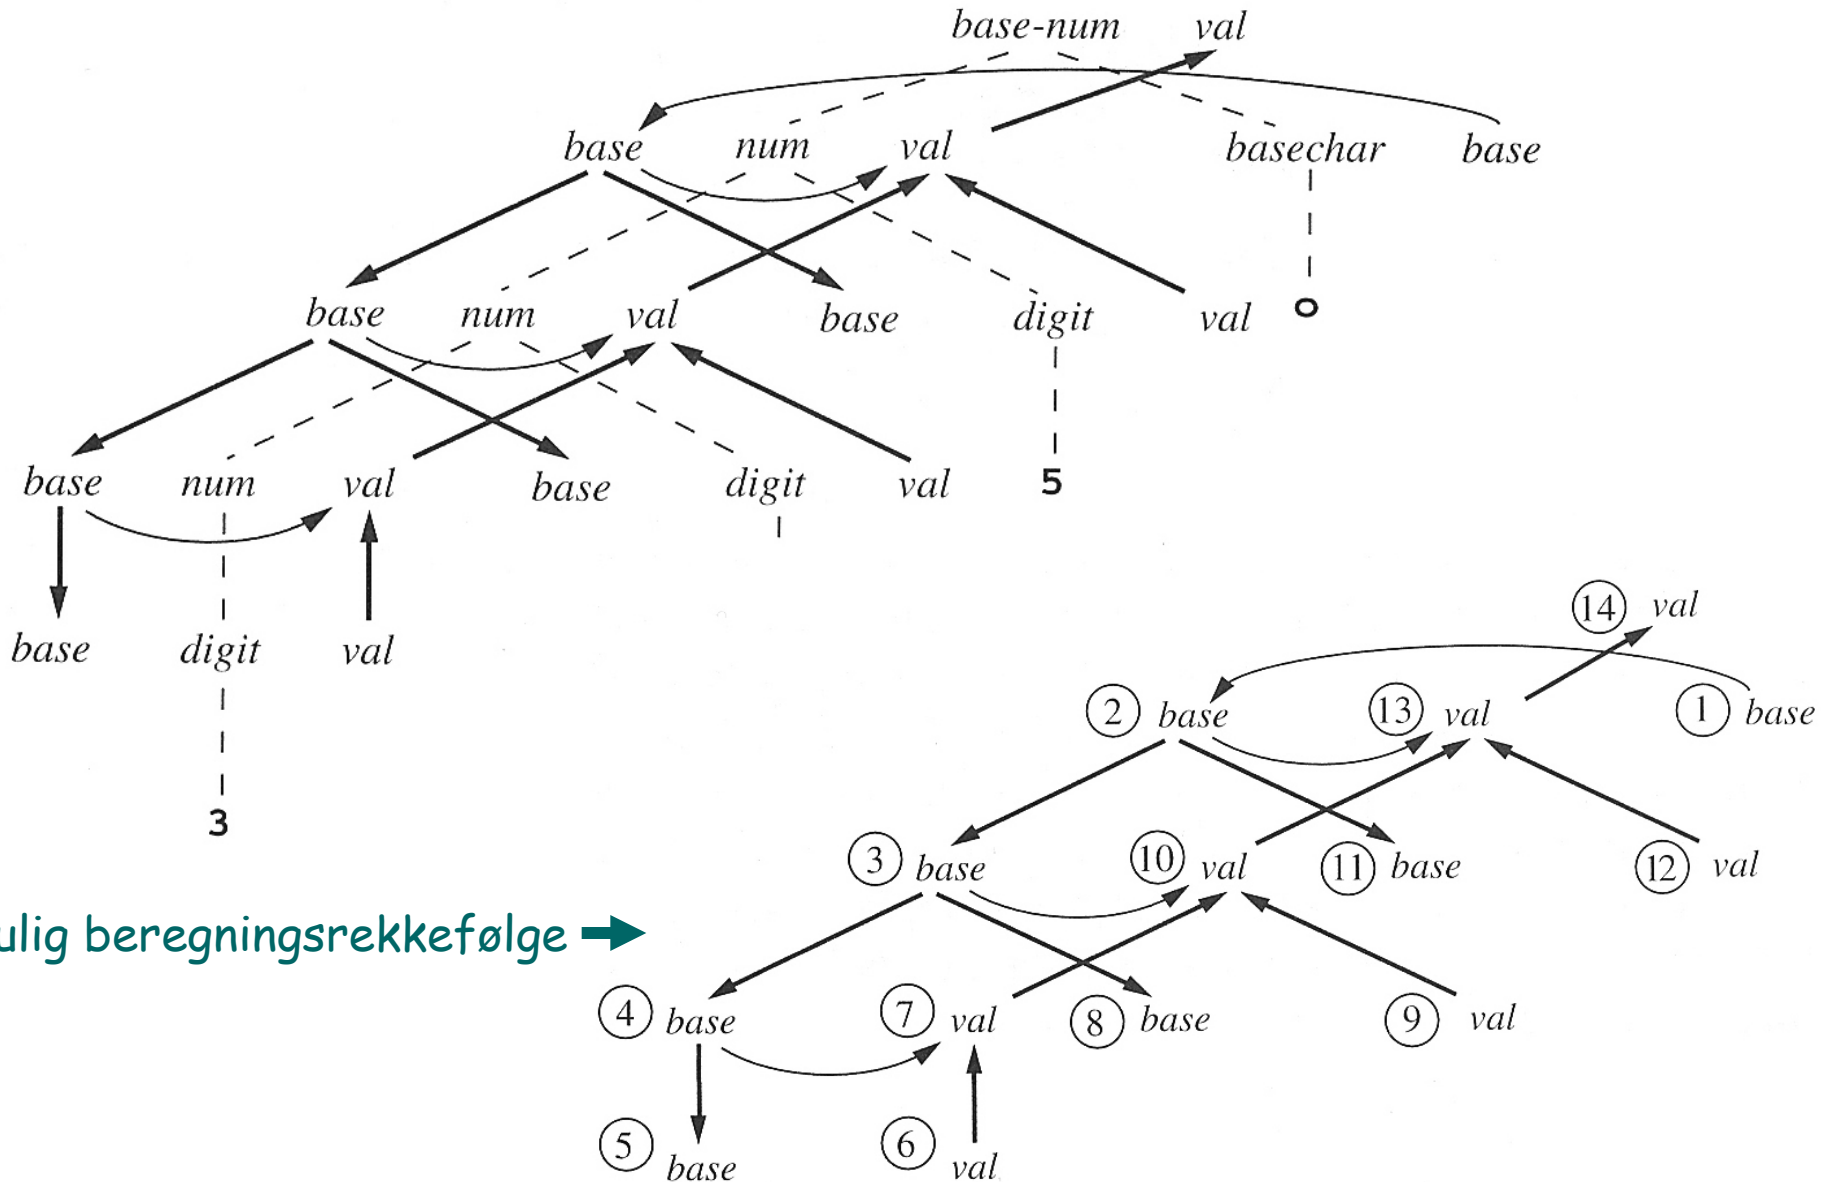 base-num val
base num val basechar base
base num val base digit val o
base num val base digit val 5
base digit val
3
ulig beregningsrekkefølge
14 val
2 base 13 val 1 base
3 base 10 val 11 base 12 val
4 base 7 val 8 base 9 val
5 base 6 val